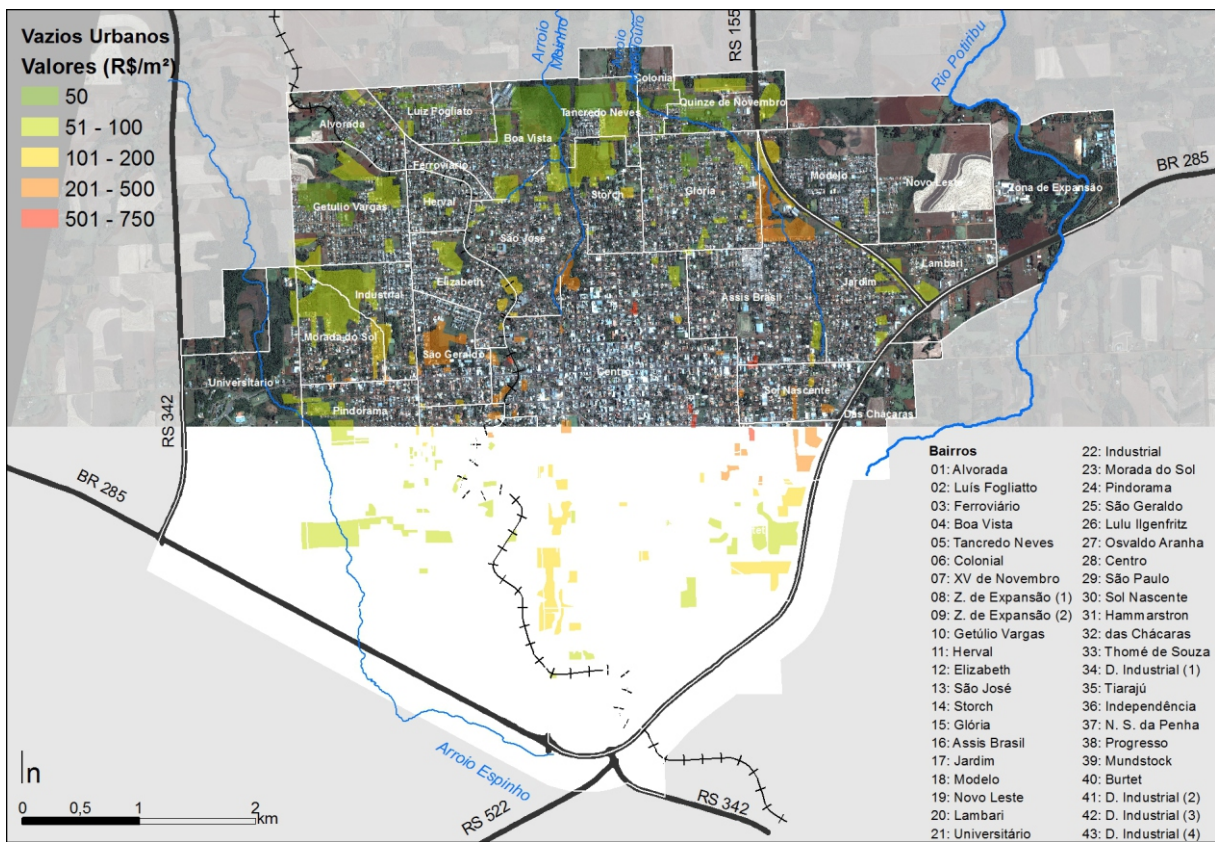 Vazios Urbanos
Valores (R$/m²)
50
51 - 100
101 - 200
201 - 500
501 - 750
RS 155
Rio Potiribu
Arroio
Moinho
Colonia
Quinze de Novembro
Luiz Fogliato
Tancredo Neves
Alvorada
Boa Vista
Ferroviário
Modelo
Novo Leste
Zona de Expansão
BR 285
Getulio Vargas
Herval
Storch
Glória
São José
Lambari
Elizabeth
Jardim
Industrial
Assis Brasil
Morada do Sol
São Geraldo
Centro
Universitário
Sol Nascente
Pindorama
Das Chacaras
RS 342
BR 285
Arroio Espinho
RS 522
RS 342
n
0 0,5 1 2
km
Bairros
01: Alvorada
02: Luís Fogliatto
03: Ferroviário
04: Boa Vista
05: Tancredo Neves
06: Colonial
07: XV de Novembro
08: Z. de Expansão (1)
09: Z. de Expansão (2)
10: Getúlio Vargas
11: Herval
12: Elizabeth
13: São José
14: Storch
15: Glória
16: Assis Brasil
17: Jardim
18: Modelo
19: Novo Leste
20: Lambari
21: Universitário
22: Industrial
23: Morada do Sol
24: Pindorama
25: São Geraldo
26: Lulu Ilgenfritz
27: Osvaldo Aranha
28: Centro
29: São Paulo
30: Sol Nascente
31: Hammarstron
32: das Chácaras
33: Thomé de Souza
34: D. Industrial (1)
35: Tiarajú
36: Independência
37: N. S. da Penha
38: Progresso
39: Mundstock
40: Burtet
41: D. Industrial (2)
42: D. Industrial (3)
43: D. Industrial (4)